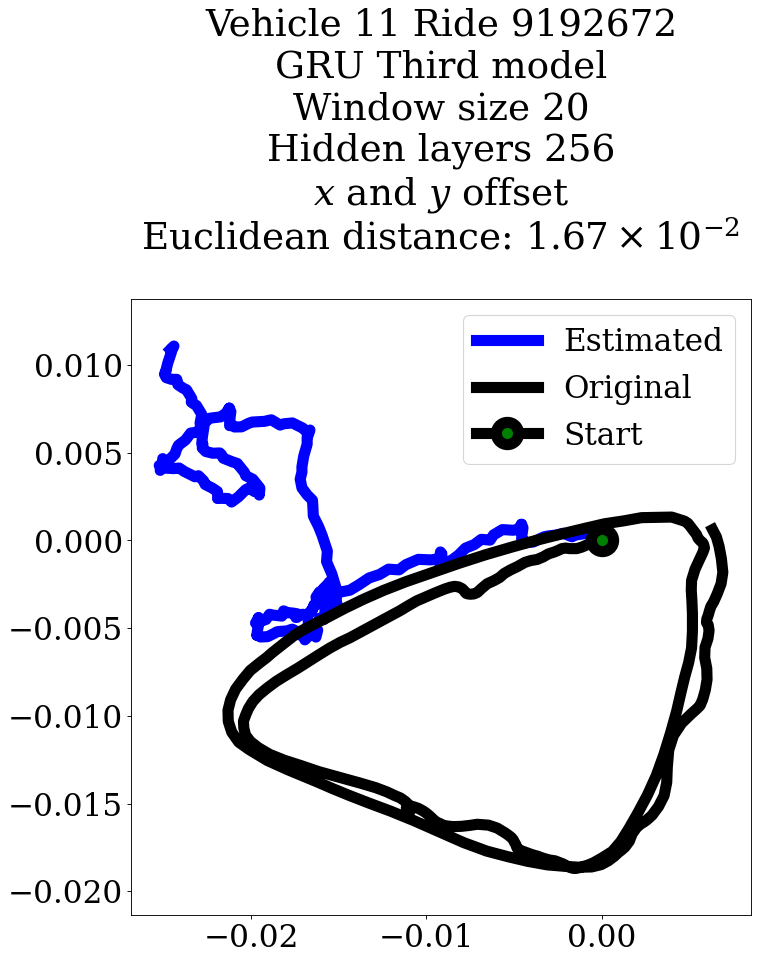 Vehicle 11 Ride 9192672
GRU Third model
Window size 20
Hidden layers 256
x and y offset
Euclidean distance: 1.67 × 10⁻²
Estimated
Original
Start
0.010
0.005
0.000
−0.005
−0.010
−0.015
−0.020
−0.02
−0.01
0.00